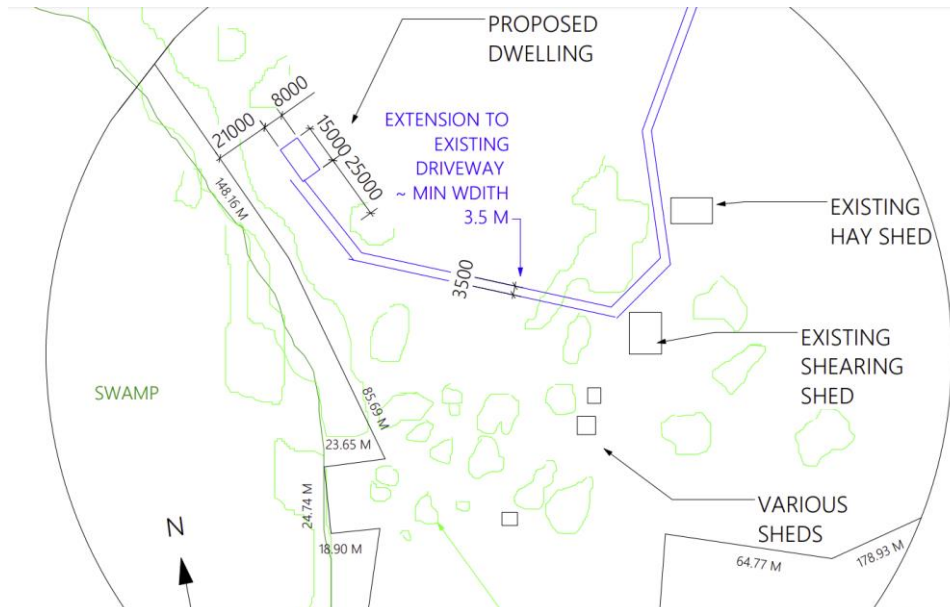 PROPOSED
DWELLING
8000
21000
15000
25000
EXTENSION TO
EXISTING
DRIVEWAY
~ MIN WDITH
3.5 M
148.16 M
EXISTING
HAY SHED
3500
EXISTING
SHEARING
SHED
SWAMP
85.69 M
23.65 M
24.74 M
18.90 M
N
VARIOUS
SHEDS
64.77 M
178.93 M